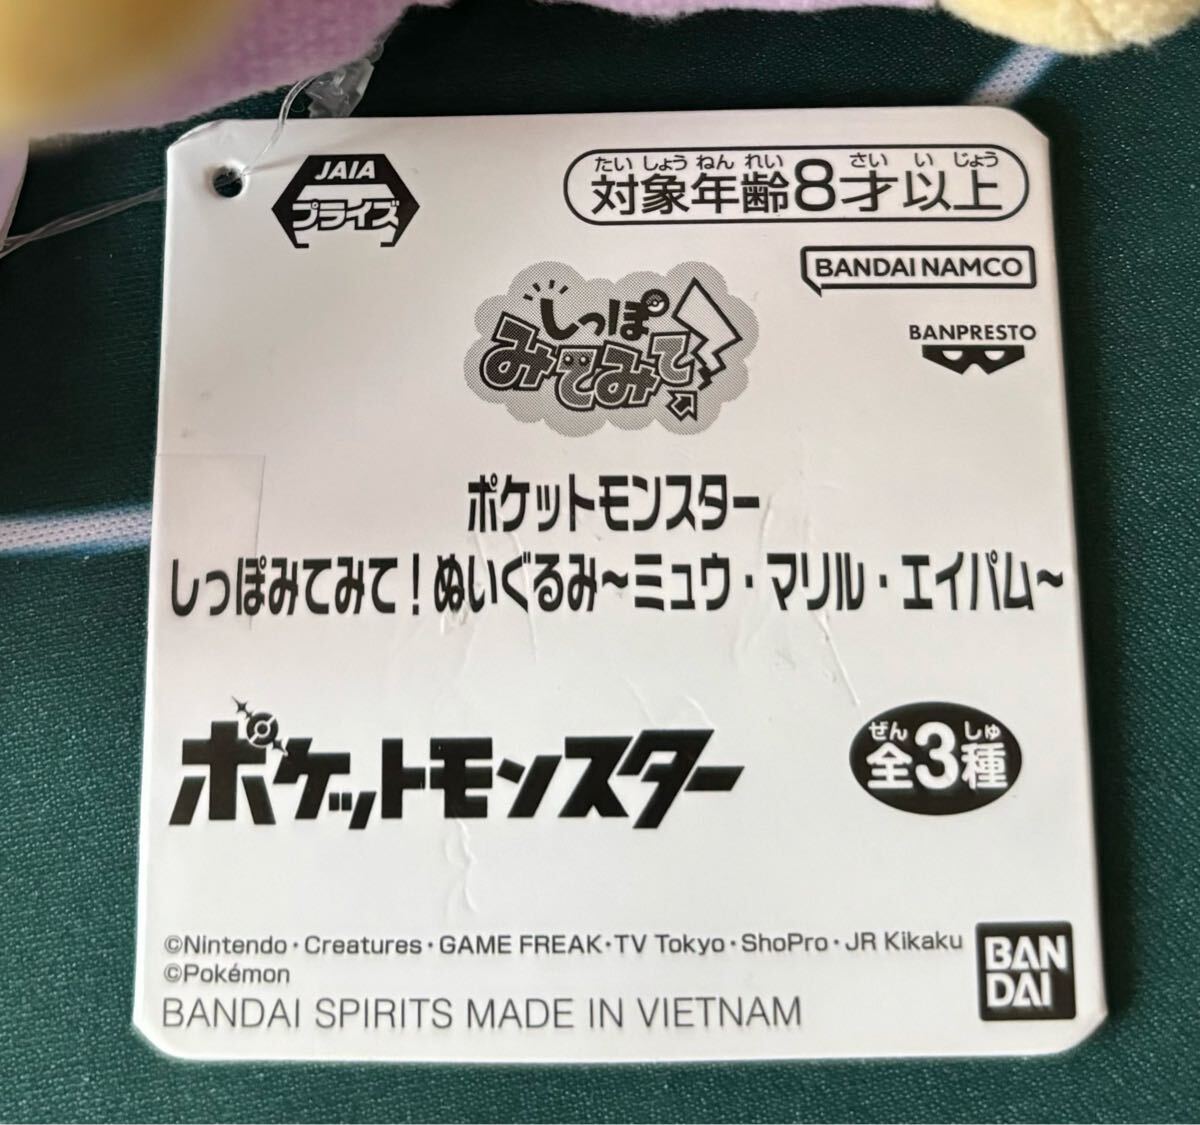 JAIA
プライズ
たいしょうねんれい さい いじょう
対象年齢8才以上
BANDAI NAMCO
しっぽ
みてみて!
BANPRESTO
ポケットモンスター
しっぽみてみて!ぬいぐるみ~ミュウ・マリル・エイパム~
ポケットモンスター
ぜん しゅ
全3種
©Nintendo・Creatures・GAME FREAK・TV Tokyo・ShoPro・JR Kikaku
©Pokémon
BANDAI SPIRITS MADE IN VIETNAM
BAN
DAI